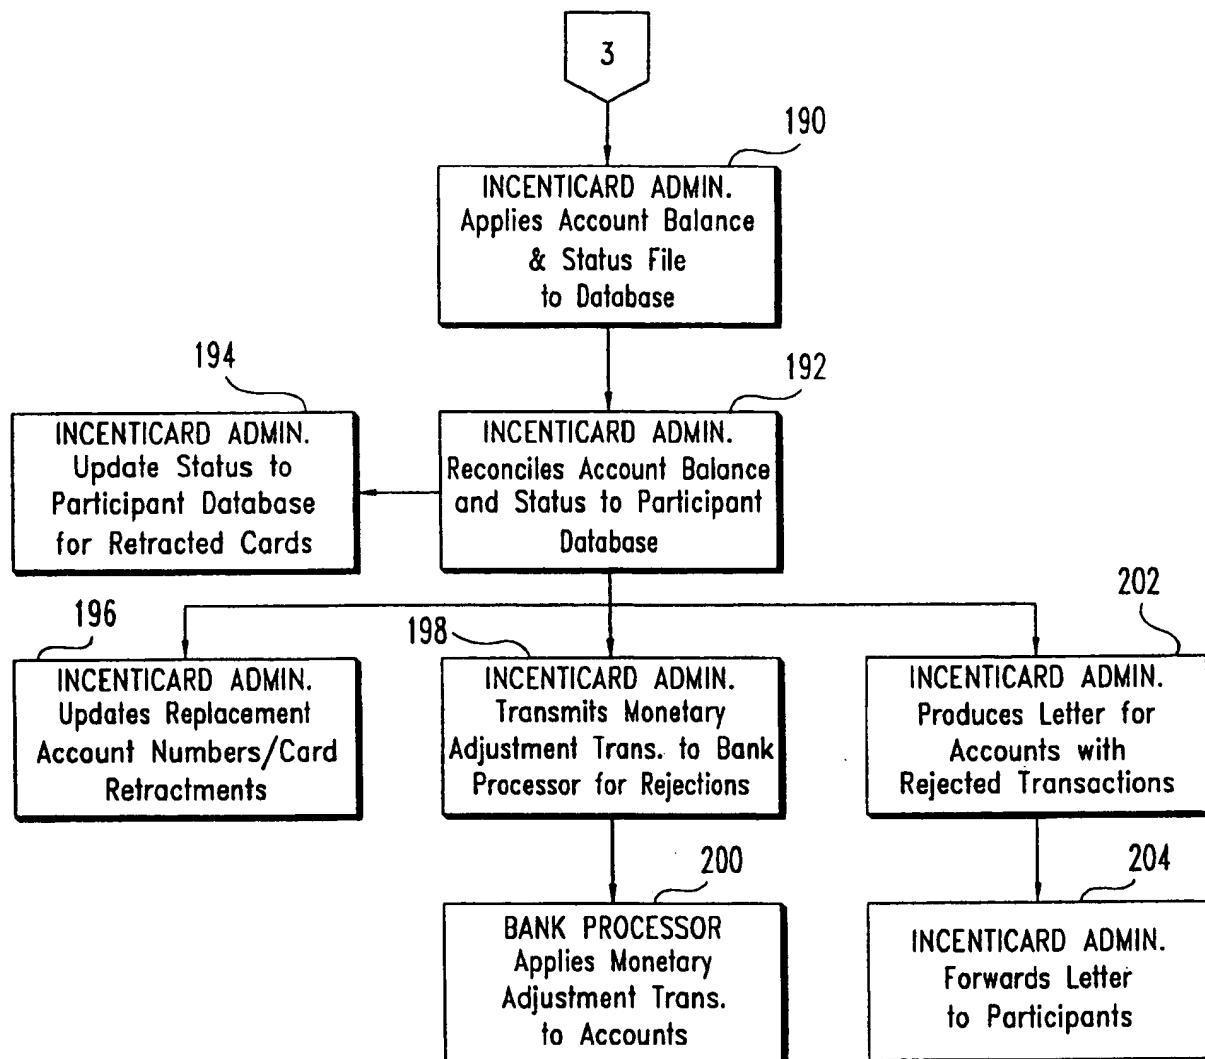 3
190
INCENTICARD ADMIN.
Applies Account Balance
& Status File
to Database
194
INCENTICARD ADMIN.
Update Status to
Participant Database
for Retracted Cards
192
INCENTICARD ADMIN.
Reconciles Account Balance
and Status to Participant
Database
196
INCENTICARD ADMIN.
Updates Replacement
Account Numbers/Card
Retractments
198
INCENTICARD ADMIN.
Transmits Monetary
Adjustment Trans. to Bank
Processor for Rejections
202
INCENTICARD ADMIN.
Produces Letter for
Accounts with
Rejected Transactions
200
BANK PROCESSOR
Applies Monetary
Adjustment Trans.
to Accounts
204
INCENTICARD ADMIN.
Forwards Letter
to Participants